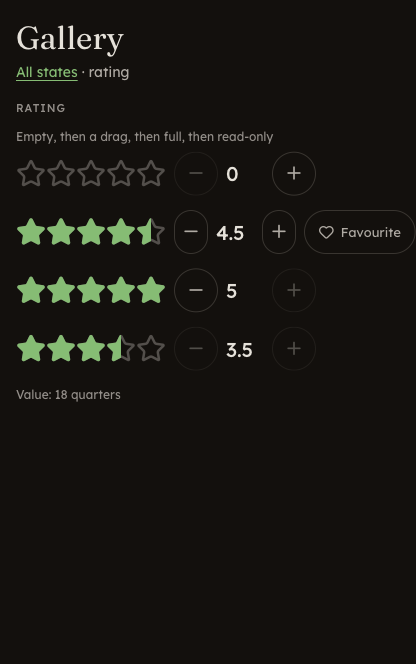 Gallery
All states · rating
RATING
Empty, then a drag, then full, then read-only
0
4.5 Favourite
5
3.5
Value: 18 quarters